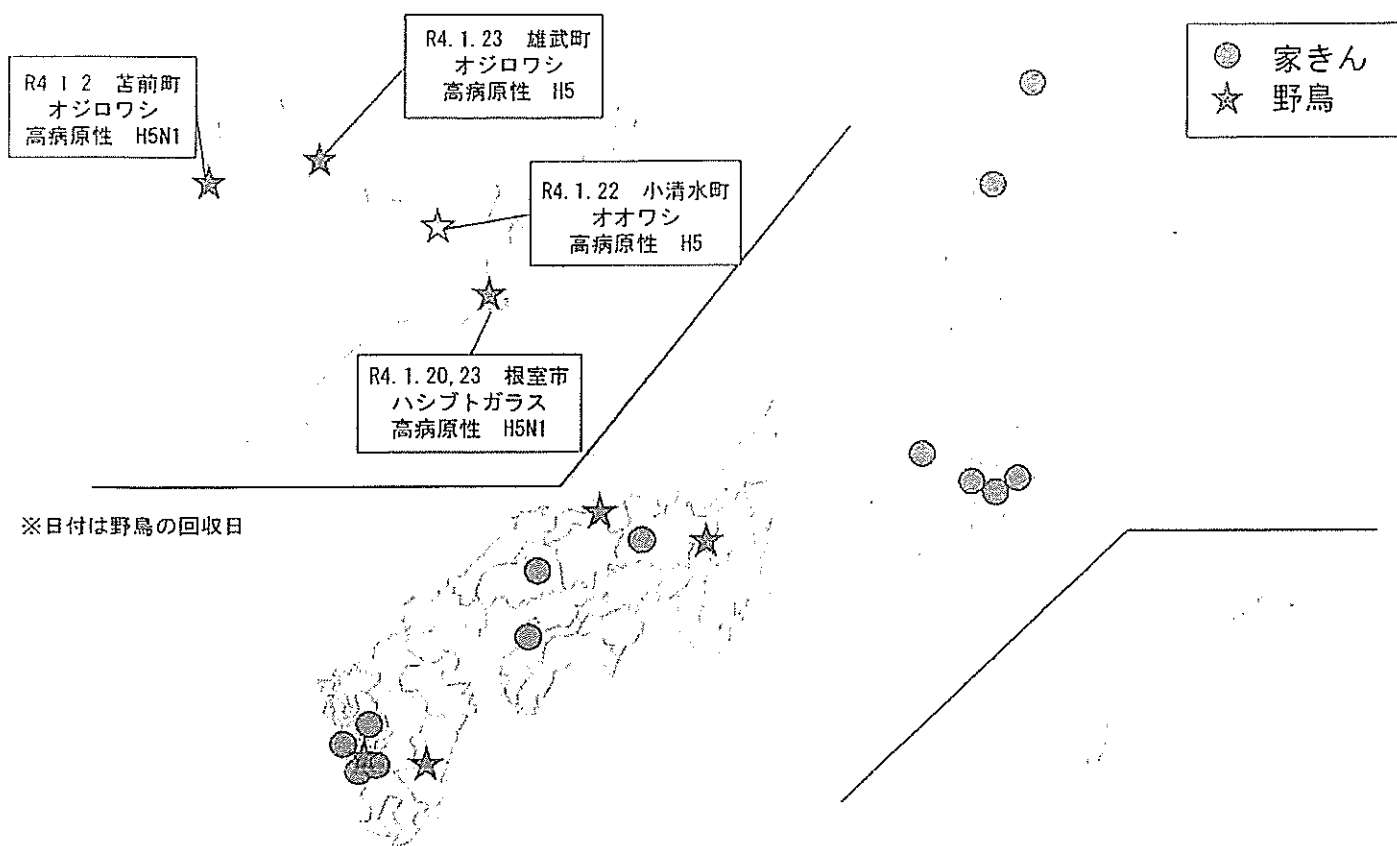 R4.1.23 雄武町
オジロワシ
高病原性 H5
R4 1 2 苫前町
オジロワシ
高病原性 H5N1
家きん
野鳥
R4.1.22 小清水町
オオワシ
高病原性 H5
R4.1.20,23 根室市
ハシブトガラス
高病原性 H5N1
※日付は野鳥の回収日